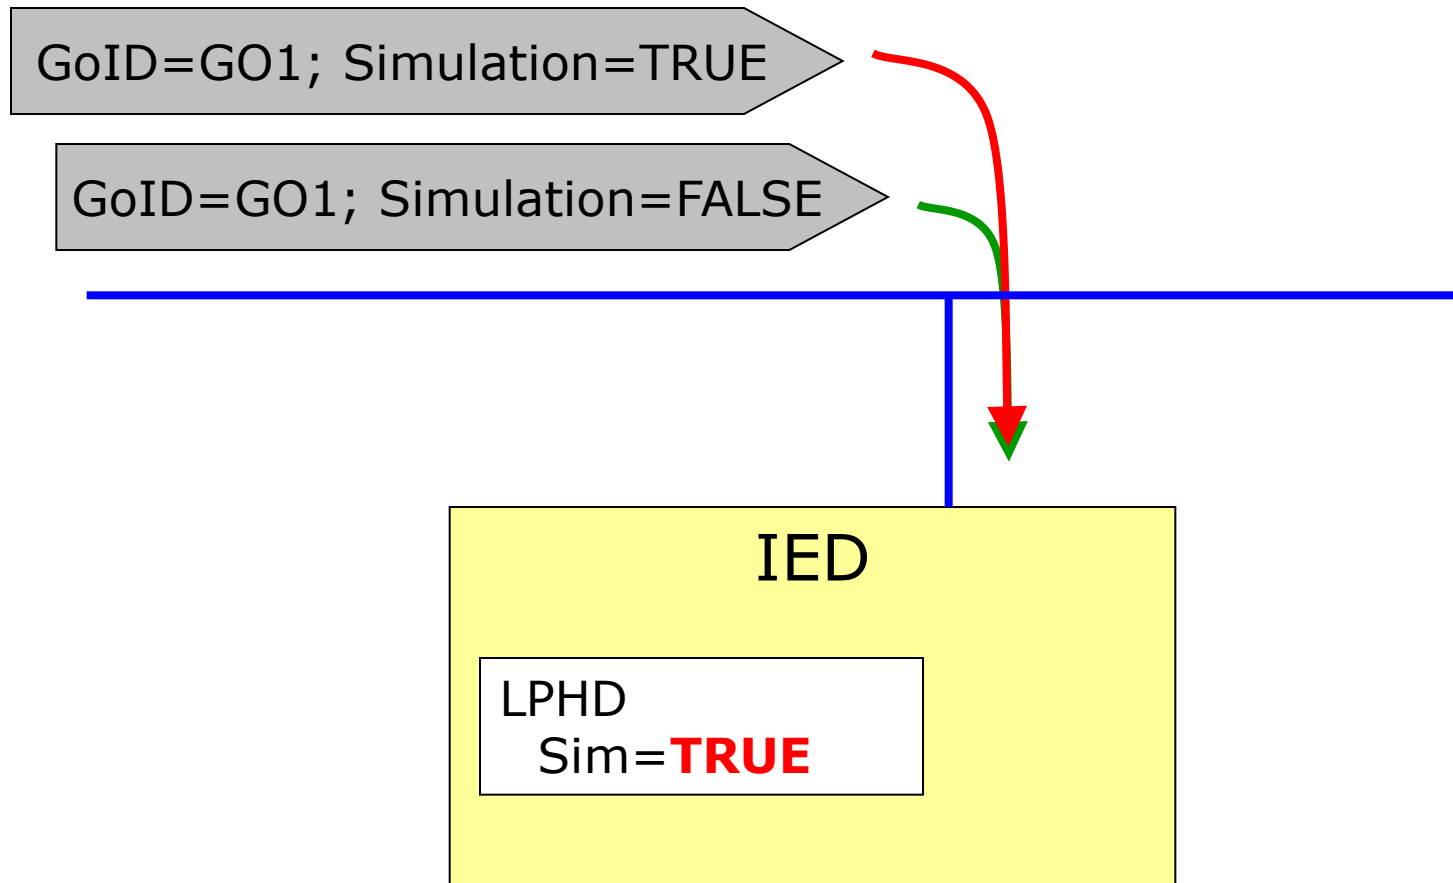 GoID=GO1; Simulation=TRUE
GoID=GO1; Simulation=FALSE
IED
LPHD
Sim=TRUE